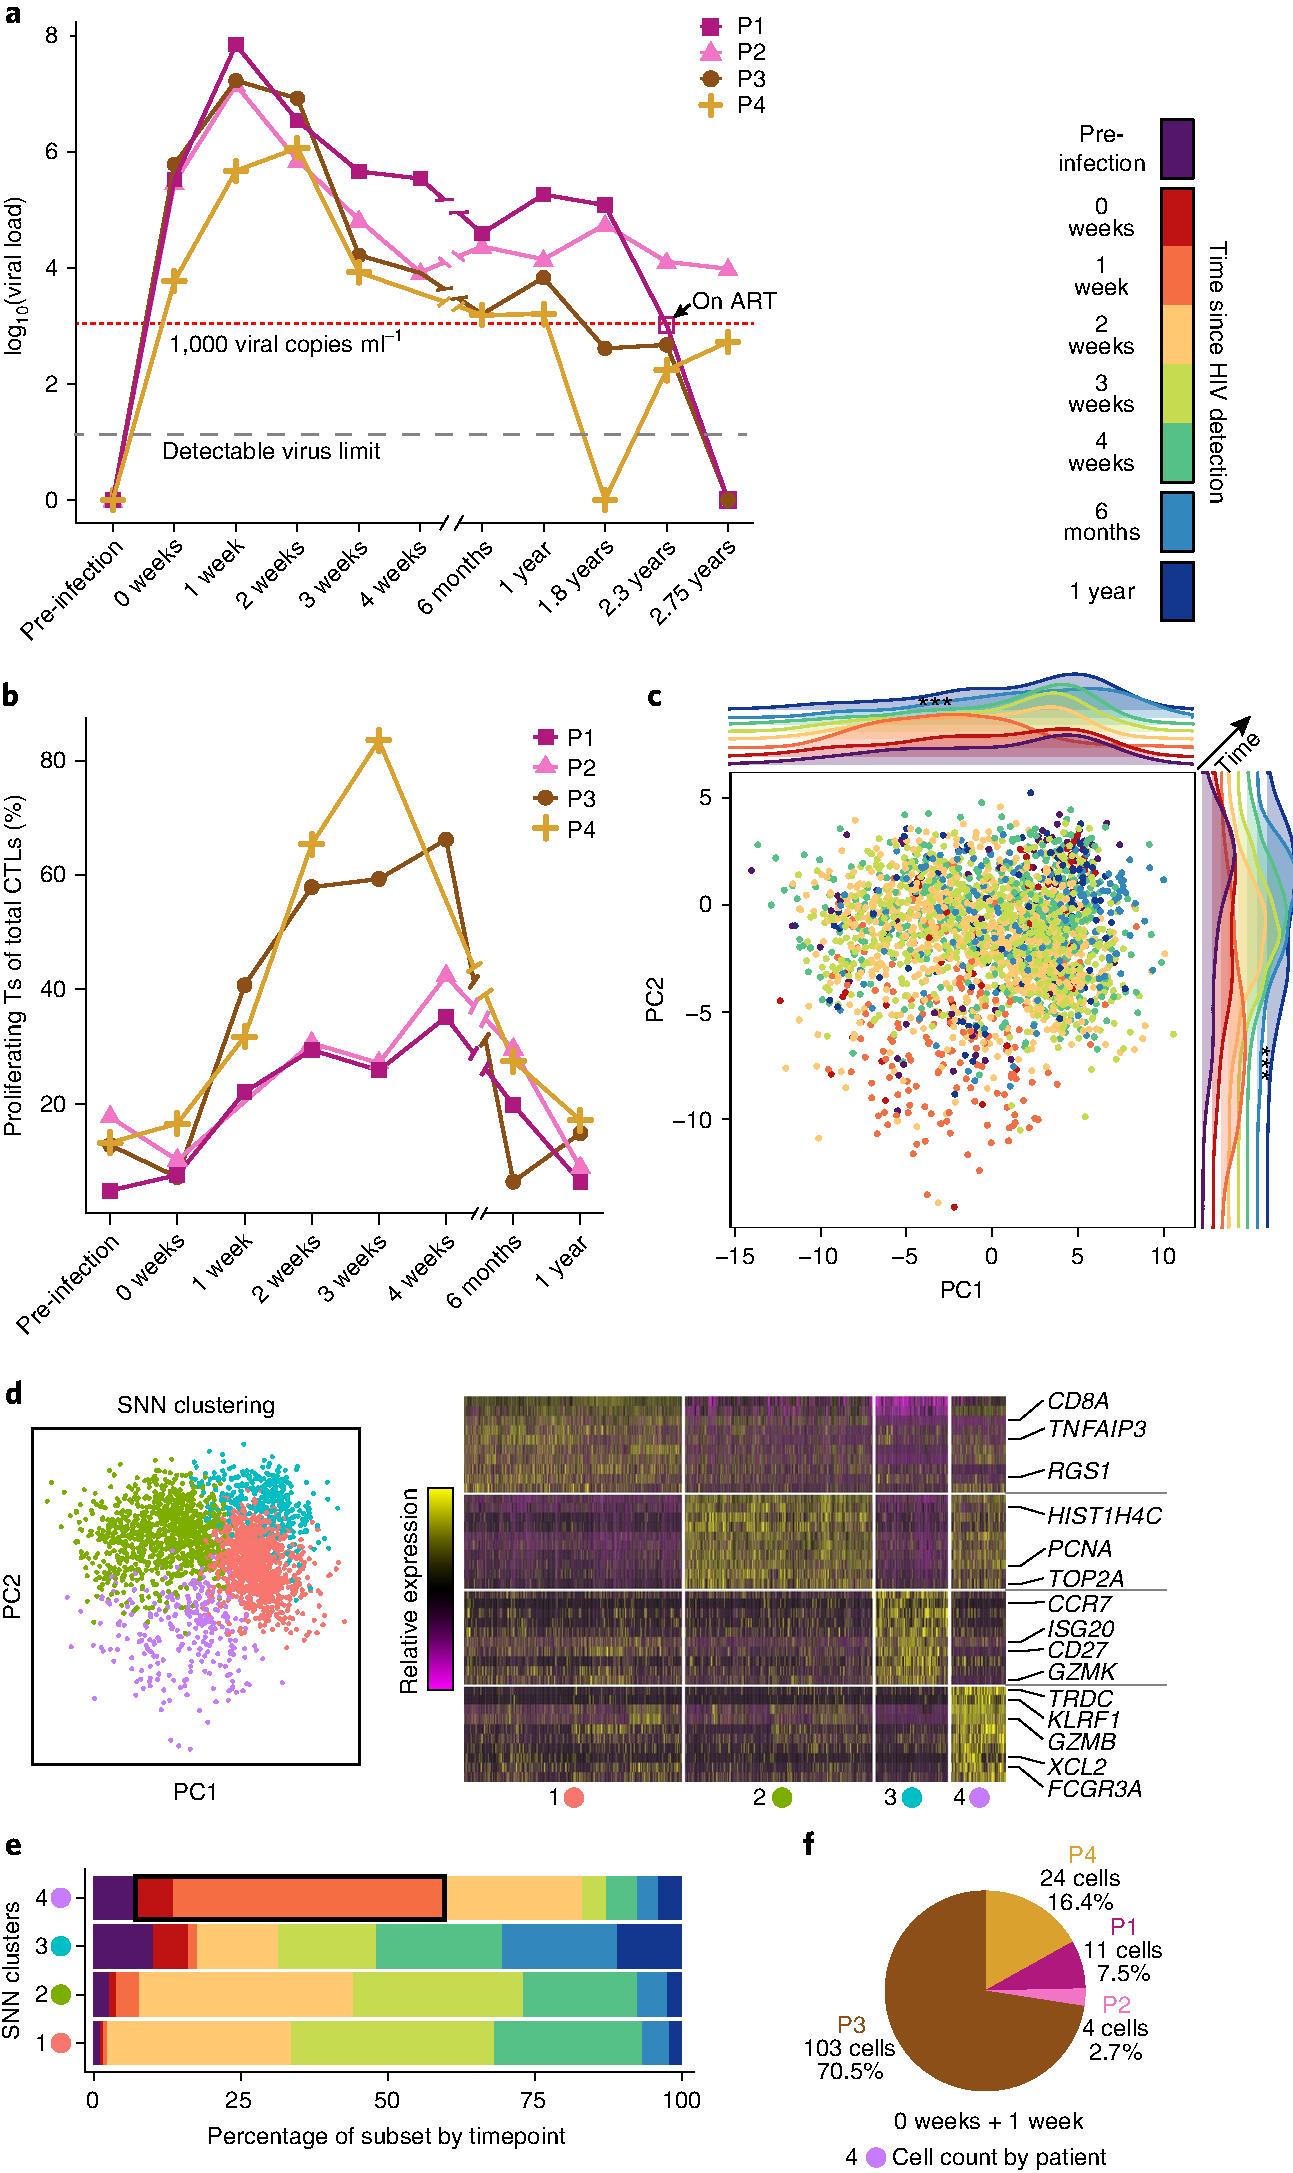 a
8
6
4
2
0
log10(viral load)
P1
P2
P3
P4
On ART
1,000 viral copies ml−1
Detectable virus limit
Pre-infection
0 weeks
1 week
2 weeks
3 weeks
4 weeks
6 months
1 year
1.8 years
2.3 years
2.75 years
Pre-
infection
0
weeks
1
week
2
weeks
3
weeks
4
weeks
6
months
1 year
Time since HIV detection
b
80
60
40
20
Proliferating Ts of total CTLs (%)
P1
P2
P3
P4
Pre-infection
0 weeks
1 week
2 weeks
3 weeks
4 weeks
6 months
1 year
c
***
Time
***
5
0
−5
−10
PC2
−15
−10
−5
0
5
10
PC1
d
SNN clustering
PC2
PC1
Relative expression
CD8A
TNFAIP3
RGS1
HIST1H4C
PCNA
TOP2A
CCR7
ISG20
CD27
GZMK
TRDC
KLRF1
GZMB
XCL2
FCGR3A
1
2
3
4
e
SNN clusters
4
3
2
1
0
25
50
75
100
Percentage of subset by timepoint
f
P4
24 cells
16.4%
P1
11 cells
7.5%
P2
4 cells
2.7%
P3
103 cells
70.5%
0 weeks + 1 week
4 Cell count by patient